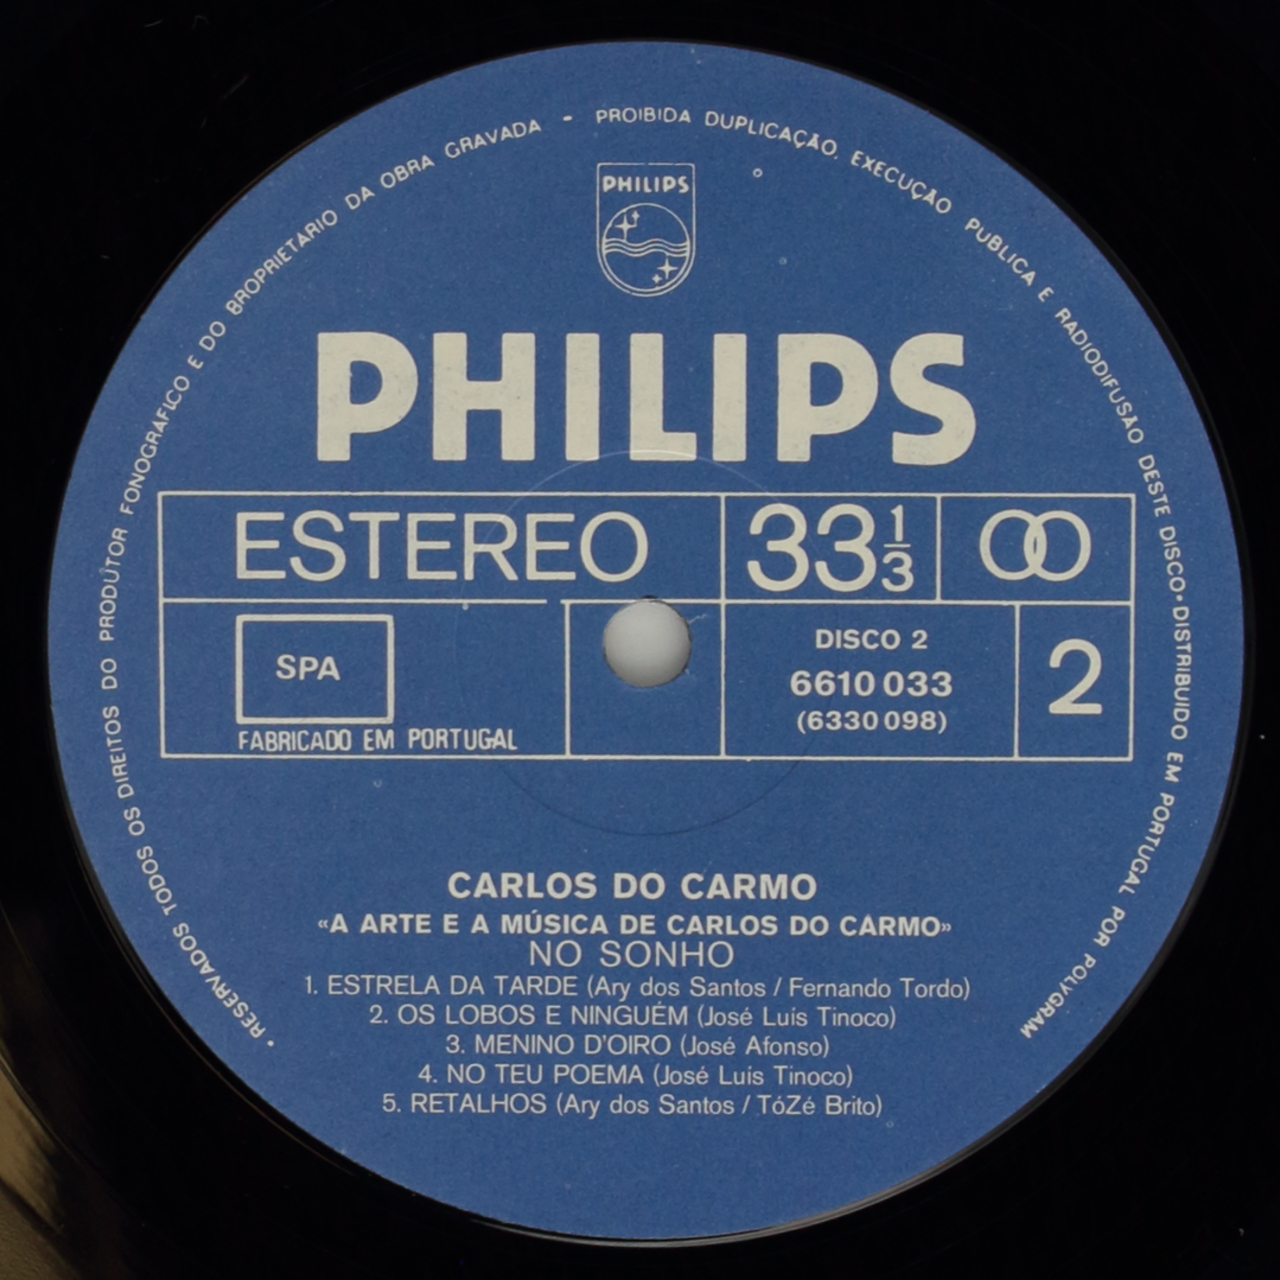 • RESERVADOS TODOS OS DIREITOS DO PRODUTOR FONOGRÁFICO E DO BROPRIETARIO DA OBRA GRAVADA - PROIBIDA DUPLICAÇÃO, EXECUÇÃO PUBLICA E RADIODIFUSÃO DESTE DISCO • DISTRIBUIDO EM PORTUGAL POR POLYGRAM
PHILIPS
PHILIPS
ESTEREO 33 1/3
SPA
FABRICADO EM PORTUGAL
DISCO 2
6610 033
(6330 098)
2
CARLOS DO CARMO
«A ARTE E A MÚSICA DE CARLOS DO CARMO»
NO SONHO
1. ESTRELA DA TARDE (Ary dos Santos / Fernando Tordo)
2. OS LOBOS E NINGUÉM (José Luís Tinoco)
3. MENINO D'OIRO (José Afonso)
4. NO TEU POEMA (José Luís Tinoco)
5. RETALHOS (Ary dos Santos / TóZé Brito)